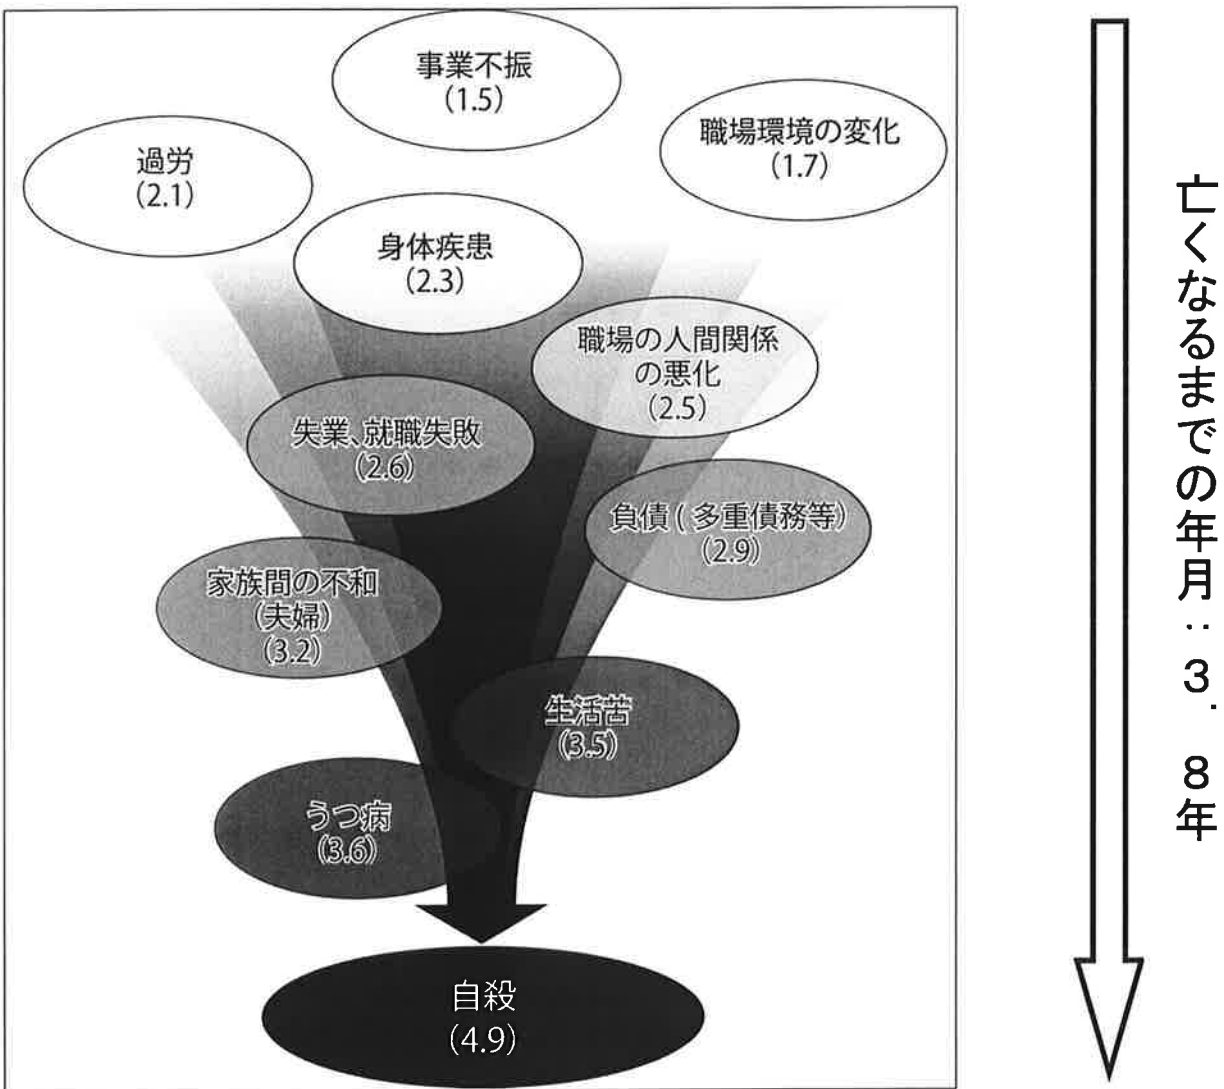 事業不振
(1.5)
職場環境の変化
(1.7)
過労
(2.1)
身体疾患
(2.3)
職場の人間関係
の悪化
(2.5)
失業、就職失敗
(2.6)
負債(多重債務等)
(2.9)
家族間の不和
(夫婦)
(3.2)
生活苦
(3.5)
うつ病
(3.6)
自殺
(4.9)
亡くなるまでの年月：３．８年